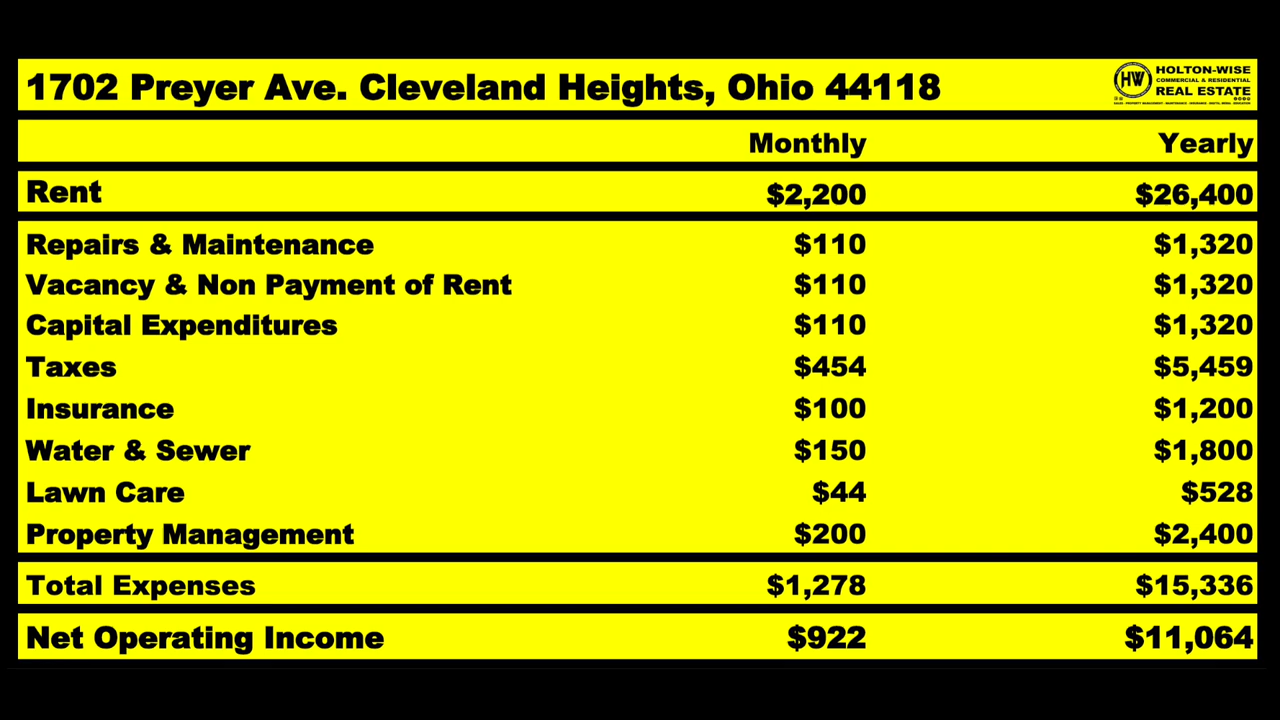 1702 Preyer Ave. Cleveland Heights, Ohio 44118
HW
HOLTON-WISE
COMMERCIAL & RESIDENTIAL
REAL ESTATE
Monthly Yearly
Rent $2,200 $26,400
Repairs & Maintenance $110 $1,320
Vacancy & Non Payment of Rent $110 $1,320
Capital Expenditures $110 $1,320
Taxes $454 $5,459
Insurance $100 $1,200
Water & Sewer $150 $1,800
Lawn Care $44 $528
Property Management $200 $2,400
Total Expenses $1,278 $15,336
Net Operating Income $922 $11,064